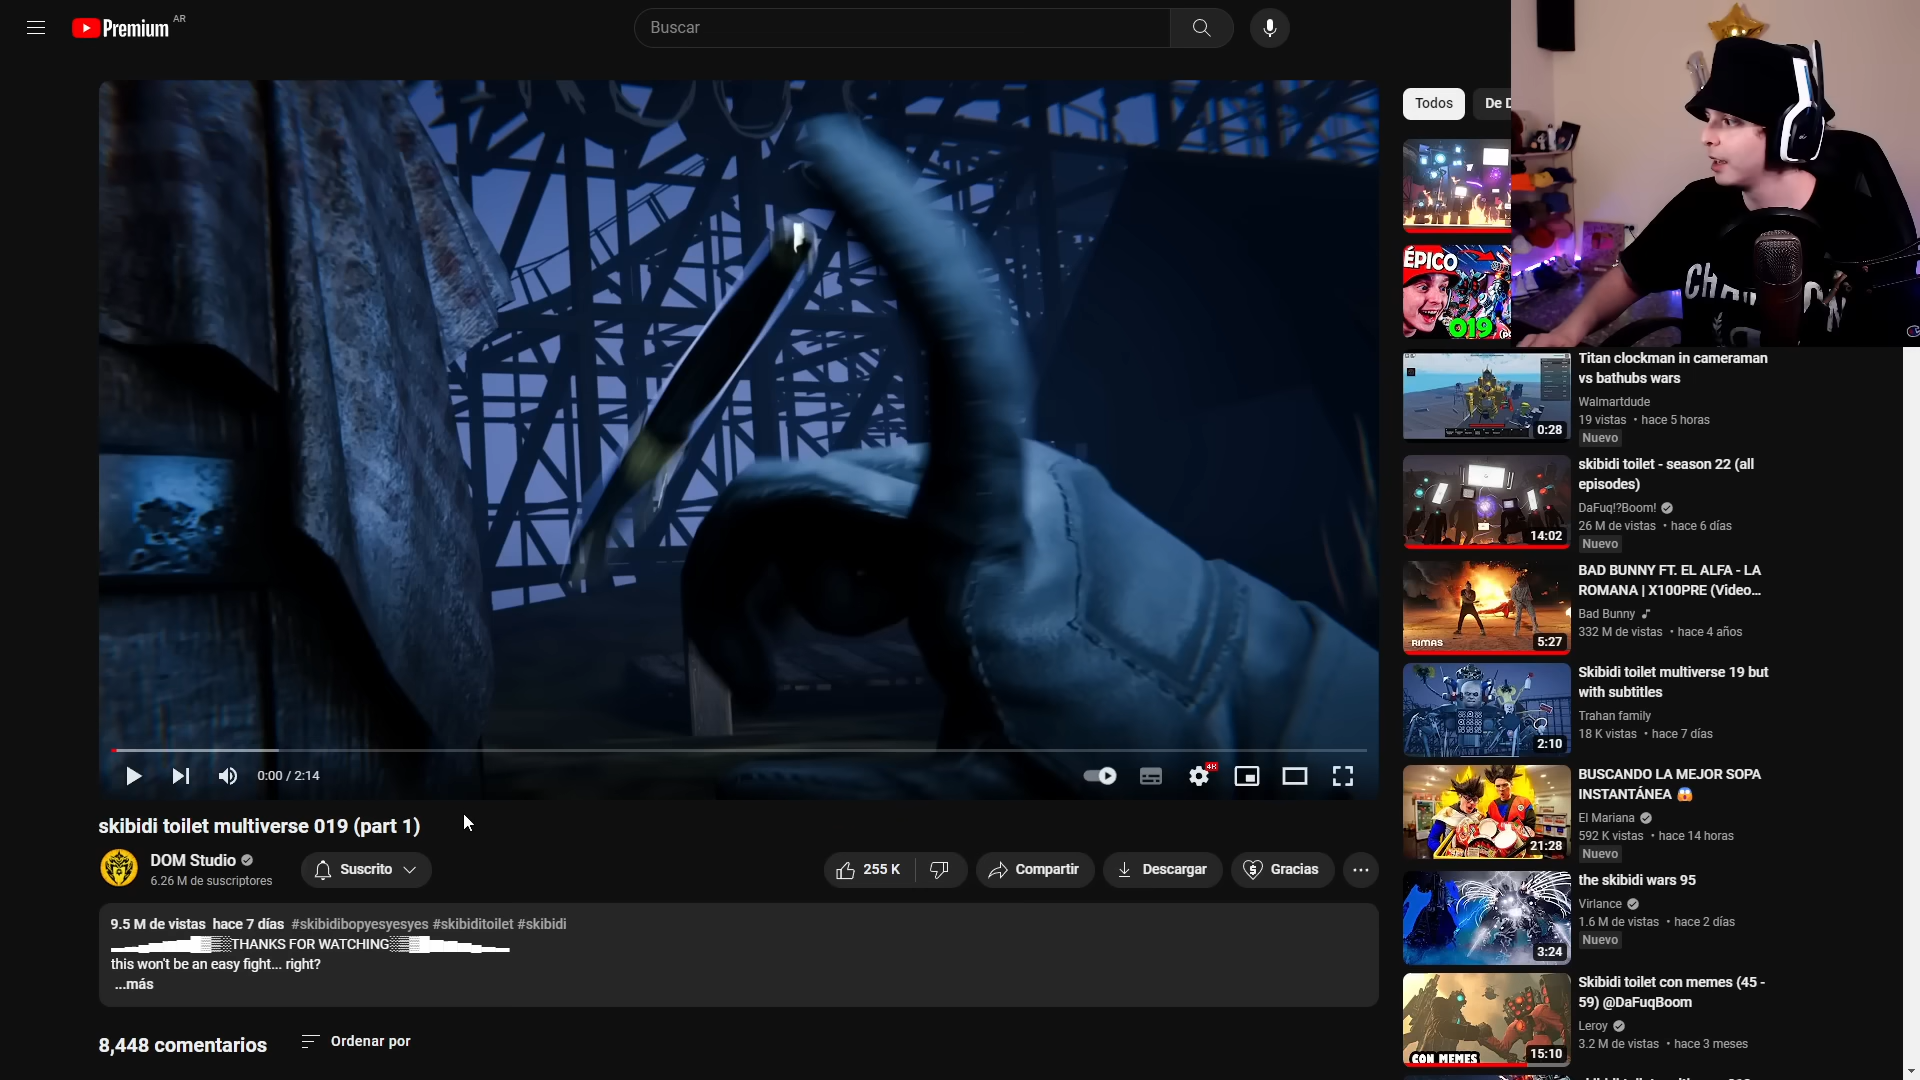 Premium AR
Buscar
Todos
De D
ÉPICO
019
CHAMPION
Titan clockman in cameraman
vs bathubs wars
Walmartdude
19 vistas • hace 5 horas
Nuevo
0:28
skibidi toilet - season 22 (all
episodes)
DaFuq!?Boom!
26 M de vistas • hace 6 días
Nuevo
14:02
BAD BUNNY FT. EL ALFA - LA
ROMANA | X100PRE (Video...
Bad Bunny
332 M de vistas • hace 4 años
RIMAS
5:27
Skibidi toilet multiverse 19 but
with subtitles
Trahan family
18 K vistas • hace 7 días
2:10
BUSCANDO LA MEJOR SOPA
INSTANTÁNEA 😱
El Mariana
592 K vistas • hace 14 horas
Nuevo
21:28
the skibidi wars 95
Virlance
1.6 M de vistas • hace 2 días
Nuevo
3:24
Skibidi toilet con memes (45 -
59) @DaFuqBoom
Leroy
3.2 M de vistas • hace 3 meses
CON MEMES
15:10
0:00 / 2:14
4K
skibidi toilet multiverse 019 (part 1)
DOM Studio
6.26 M de suscriptores
Suscrito
255 K
Compartir
Descargar
Gracias
9.5 M de vistas hace 7 días #skibidibopyesyesyes #skibiditoilet #skibidi
▂▂▃▄▅▆▇█▓▒░THANKS FOR WATCHING░▒▓█▇▆▅▄▃▂▂
this won't be an easy fight... right?
...más
8,448 comentarios
Ordenar por